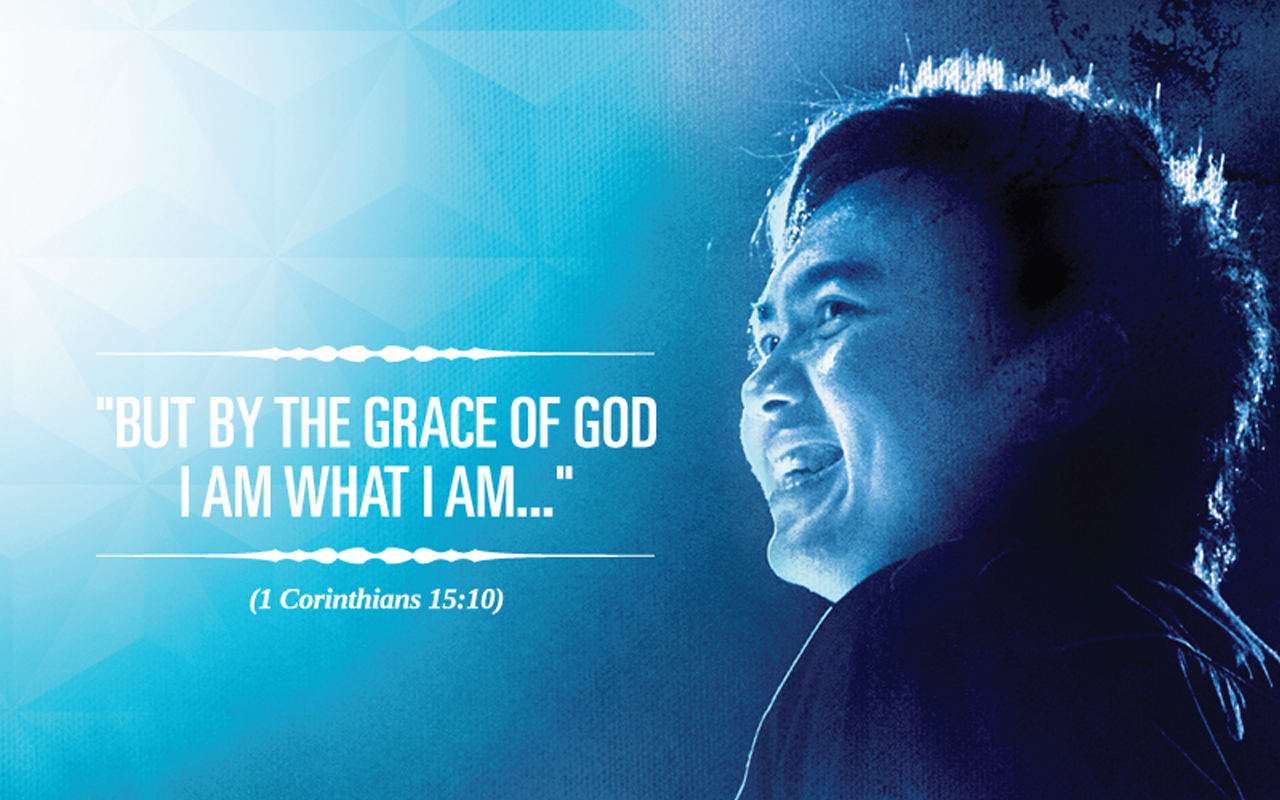 "BUT BY THE GRACE OF GOD
I AM WHAT I AM..."
(1 Corinthians 15:10)